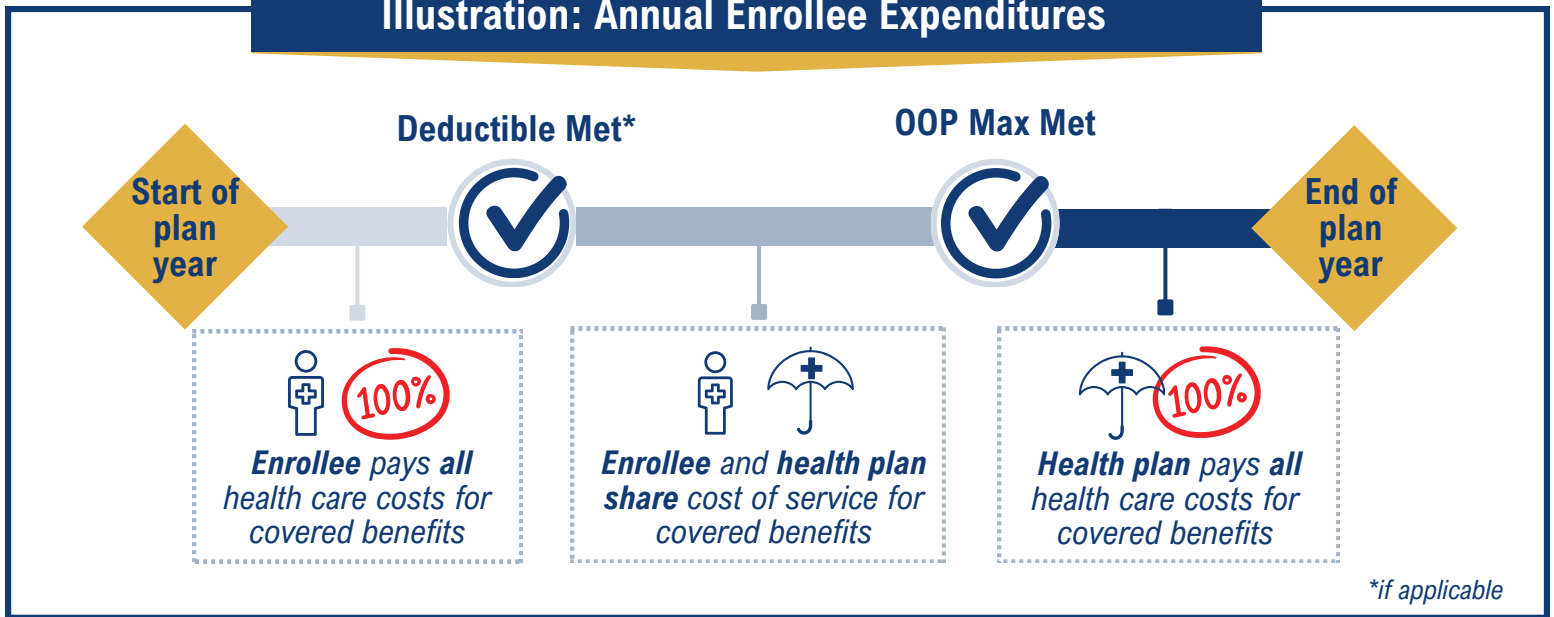 Illustration: Annual Enrollee Expenditures
Deductible Met*
OOP Max Met
Start of
plan
year
End of
plan
year
100%
Enrollee pays all
health care costs for
covered benefits
Enrollee and health plan
share cost of service for
covered benefits
100%
Health plan pays all
health care costs for
covered benefits
*if applicable